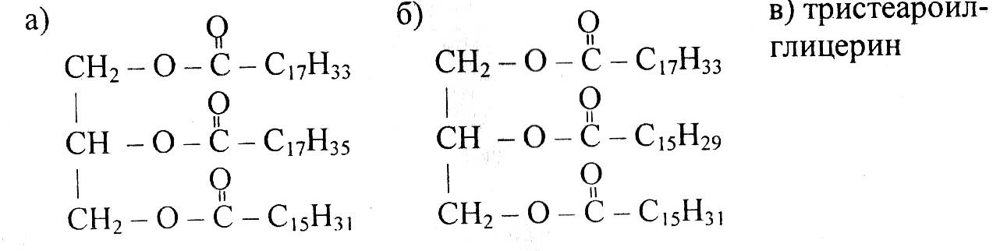 а)
O
||
CH₂ – O – C – C₁₇H₃₃
|
O
||
CH – O – C – C₁₇H₃₅
|
O
||
CH₂ – O – C – C₁₅H₃₁
б)
O
||
CH₂ – O – C – C₁₇H₃₃
|
O
||
CH – O – C – C₁₅H₂₉
|
O
||
CH₂ – O – C – C₁₅H₃₁
в) тристеароил-
глицерин